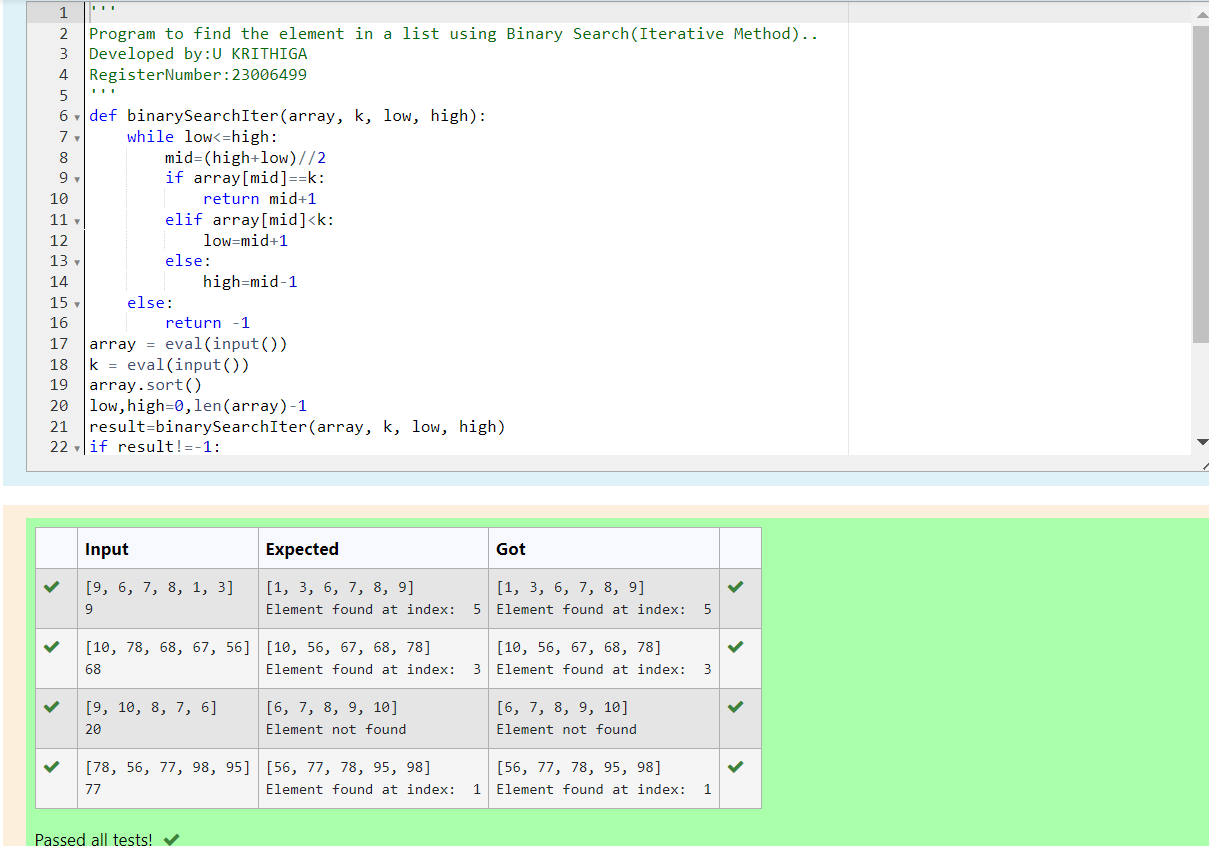 1 '''
2 Program to find the element in a list using Binary Search(Iterative Method)..
3 Developed by:U KRITHIGA
4 RegisterNumber:23006499
5 '''
6 def binarySearchIter(array, k, low, high):
7     while low<=high:
8         mid=(high+low)//2
9         if array[mid]==k:
10             return mid+1
11         elif array[mid]<k:
12             low=mid+1
13         else:
14             high=mid-1
15     else:
16         return -1
17 array = eval(input())
18 k = eval(input())
19 array.sort()
20 low,high=0,len(array)-1
21 result=binarySearchIter(array, k, low, high)
22 if result!=-1:
Input Expected Got
[9, 6, 7, 8, 1, 3] [1, 3, 6, 7, 8, 9] [1, 3, 6, 7, 8, 9]
9 Element found at index:  5 Element found at index:  5
[10, 78, 68, 67, 56] [10, 56, 67, 68, 78] [10, 56, 67, 68, 78]
68 Element found at index:  3 Element found at index:  3
[9, 10, 8, 7, 6] [6, 7, 8, 9, 10] [6, 7, 8, 9, 10]
20 Element not found Element not found
[78, 56, 77, 98, 95] [56, 77, 78, 95, 98] [56, 77, 78, 95, 98]
77 Element found at index:  1 Element found at index:  1
Passed all tests!